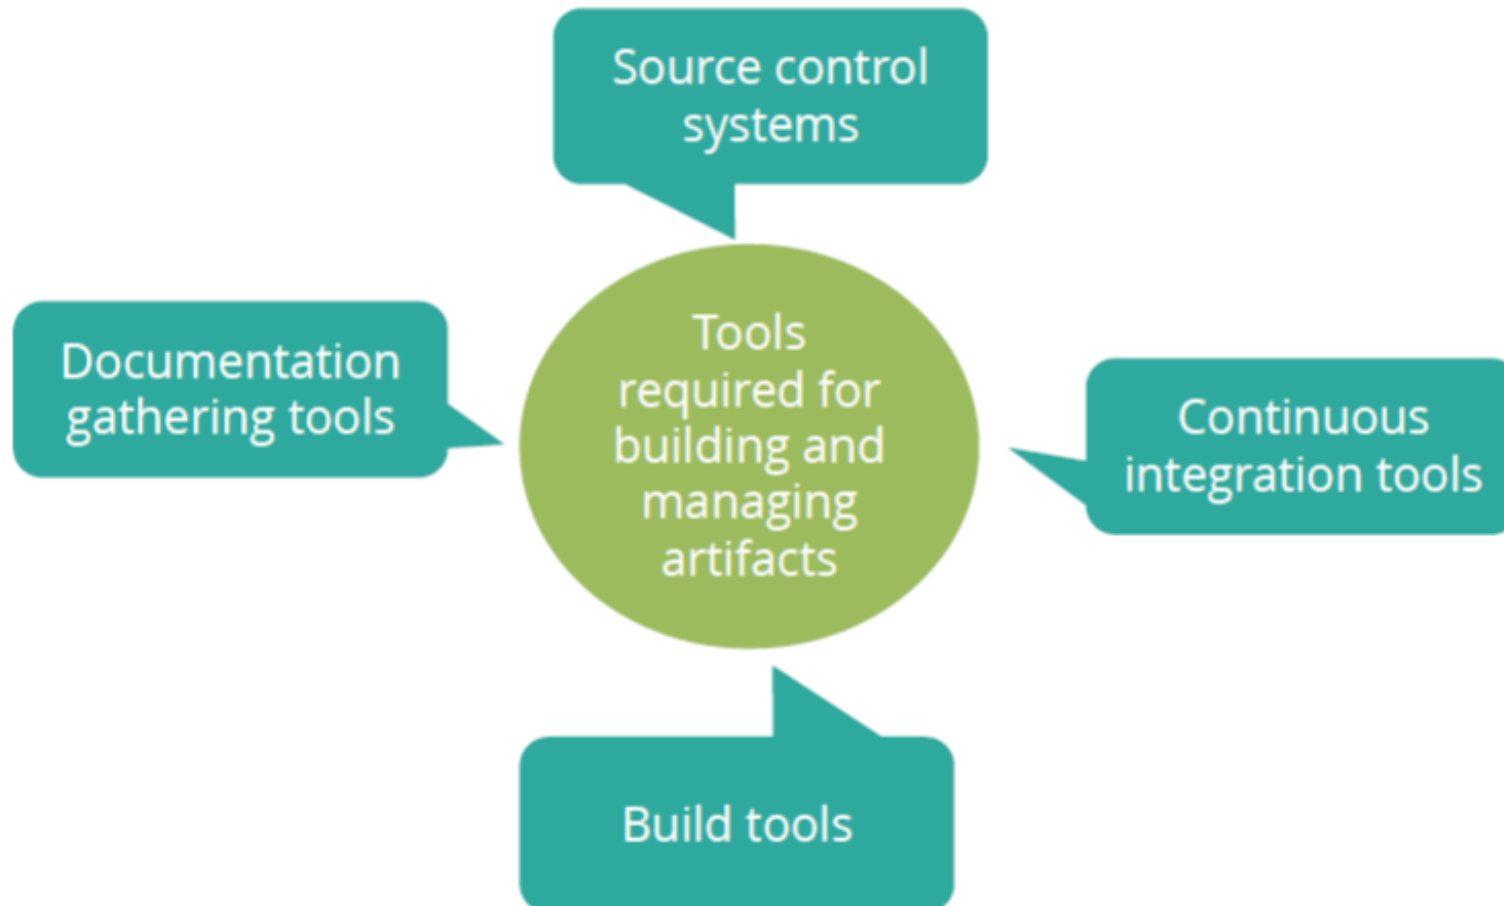 Source control
systems
Documentation
gathering tools
Tools
required for
building and
managing
artifacts
Continuous
integration tools
Build tools